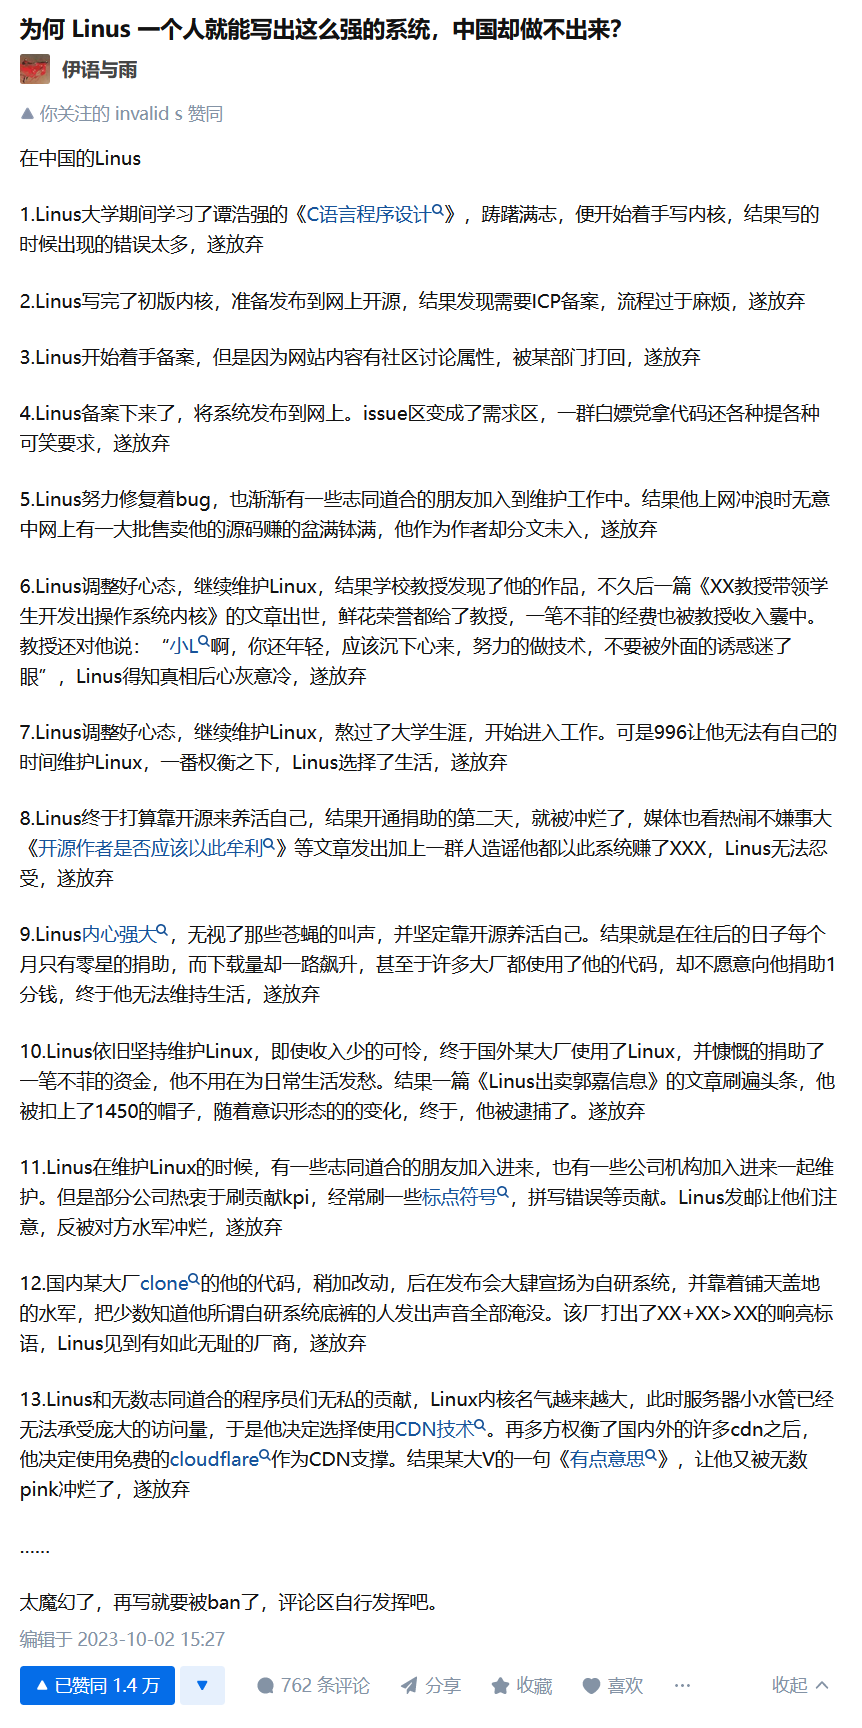 为何 Linus 一个人就能写出这么强的系统，中国却做不出来？
伊语与雨
你关注的 invalid s 赞同
在中国的Linus
1.Linus大学期间学习了谭浩强的《C语言程序设计》，踌躇满志，便开始着手写内核，结果写的
时候出现的错误太多，遂放弃
2.Linus写完了初版内核，准备发布到网上开源，结果发现需要ICP备案，流程过于麻烦，遂放弃
3.Linus开始着手备案，但是因为网站内容有社区讨论属性，被某部门打回，遂放弃
4.Linus备案下来了，将系统发布到网上。issue区变成了需求区，一群白嫖党拿代码还各种提各种
可笑要求，遂放弃
5.Linus努力修复着bug，也渐渐有一些志同道合的朋友加入到维护工作中。结果他上网冲浪时无意
中网上有一大批售卖他的源码赚的盆满钵满，他作为作者却分文未入，遂放弃
6.Linus调整好心态，继续维护Linux，结果学校教授发现了他的作品，不久后一篇《XX教授带领学
生开发出操作系统内核》的文章出世，鲜花荣誉都给了教授，一笔不菲的经费也被教授收入囊中。
教授还对他说：“小L啊，你还年轻，应该沉下心来，努力的做技术，不要被外面的诱惑迷了
眼”，Linus得知真相后心灰意冷，遂放弃
7.Linus调整好心态，继续维护Linux，熬过了大学生涯，开始进入工作。可是996让他无法有自己的
时间维护Linux，一番权衡之下，Linus选择了生活，遂放弃
8.Linus终于打算靠开源来养活自己，结果开通捐助的第二天，就被冲烂了，媒体也看热闹不嫌事大
《开源作者是否应该以此牟利》等文章发出加上一群人造谣他都以此系统赚了XXX，Linus无法忍
受，遂放弃
9.Linus内心强大，无视了那些苍蝇的叫声，并坚定靠开源养活自己。结果就是在往后的日子每个
月只有零星的捐助，而下载量却一路飙升，甚至于许多大厂都使用了他的代码，却不愿意向他捐助1
分钱，终于他无法维持生活，遂放弃
10.Linus依旧坚持维护Linux，即使收入少的可怜，终于国外某大厂使用了Linux，并慷慨的捐助了
一笔不菲的资金，他不用在为日常生活发愁。结果一篇《Linus出卖郭嘉信息》的文章刷遍头条，他
被扣上了1450的帽子，随着意识形态的的变化，终于，他被逮捕了。遂放弃
11.Linus在维护Linux的时候，有一些志同道合的朋友加入进来，也有一些公司机构加入进来一起维
护。但是部分公司热衷于刷贡献kpi，经常刷一些标点符号，拼写错误等贡献。Linus发邮让他们注
意，反被对方水军冲烂，遂放弃
12.国内某大厂clone的他的代码，稍加改动，后在发布会大肆宣扬为自研系统，并靠着铺天盖地
的水军，把少数知道他所谓自研系统底裤的人发出声音全部淹没。该厂打出了XX+XX>XX的响亮标
语，Linus见到有如此无耻的厂商，遂放弃
13.Linus和无数志同道合的程序员们无私的贡献，Linux内核名气越来越大，此时服务器小水管已经
无法承受庞大的访问量，于是他决定选择使用CDN技术。再多方权衡了国内外的许多cdn之后，
他决定使用免费的cloudflare作为CDN支撑。结果某大V的一句《有点意思》，让他又被无数
pink冲烂了，遂放弃
......
太魔幻了，再写就要被ban了，评论区自行发挥吧。
编辑于 2023-10-02 15:27
已赞同 1.4 万 762 条评论 分享 收藏 喜欢 ··· 收起